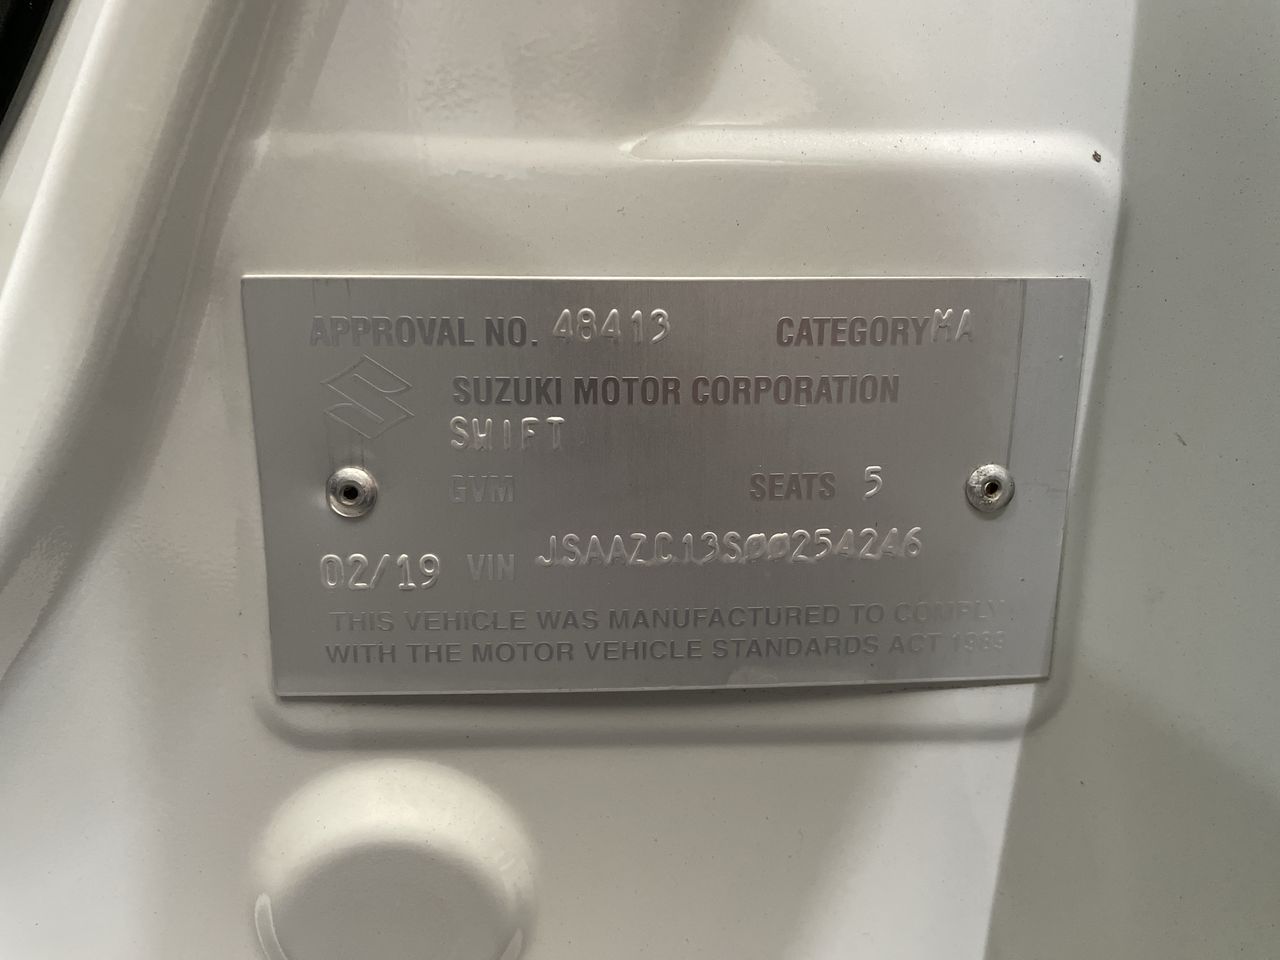 APPROVAL NO. 48413 CATEGORY MA
SUZUKI MOTOR CORPORATION
SWIFT
GVM SEATS 5
02/19 VIN JSAAZC13S00254246
THIS VEHICLE WAS MANUFACTURED TO COMPLY
WITH THE MOTOR VEHICLE STANDARDS ACT 1989